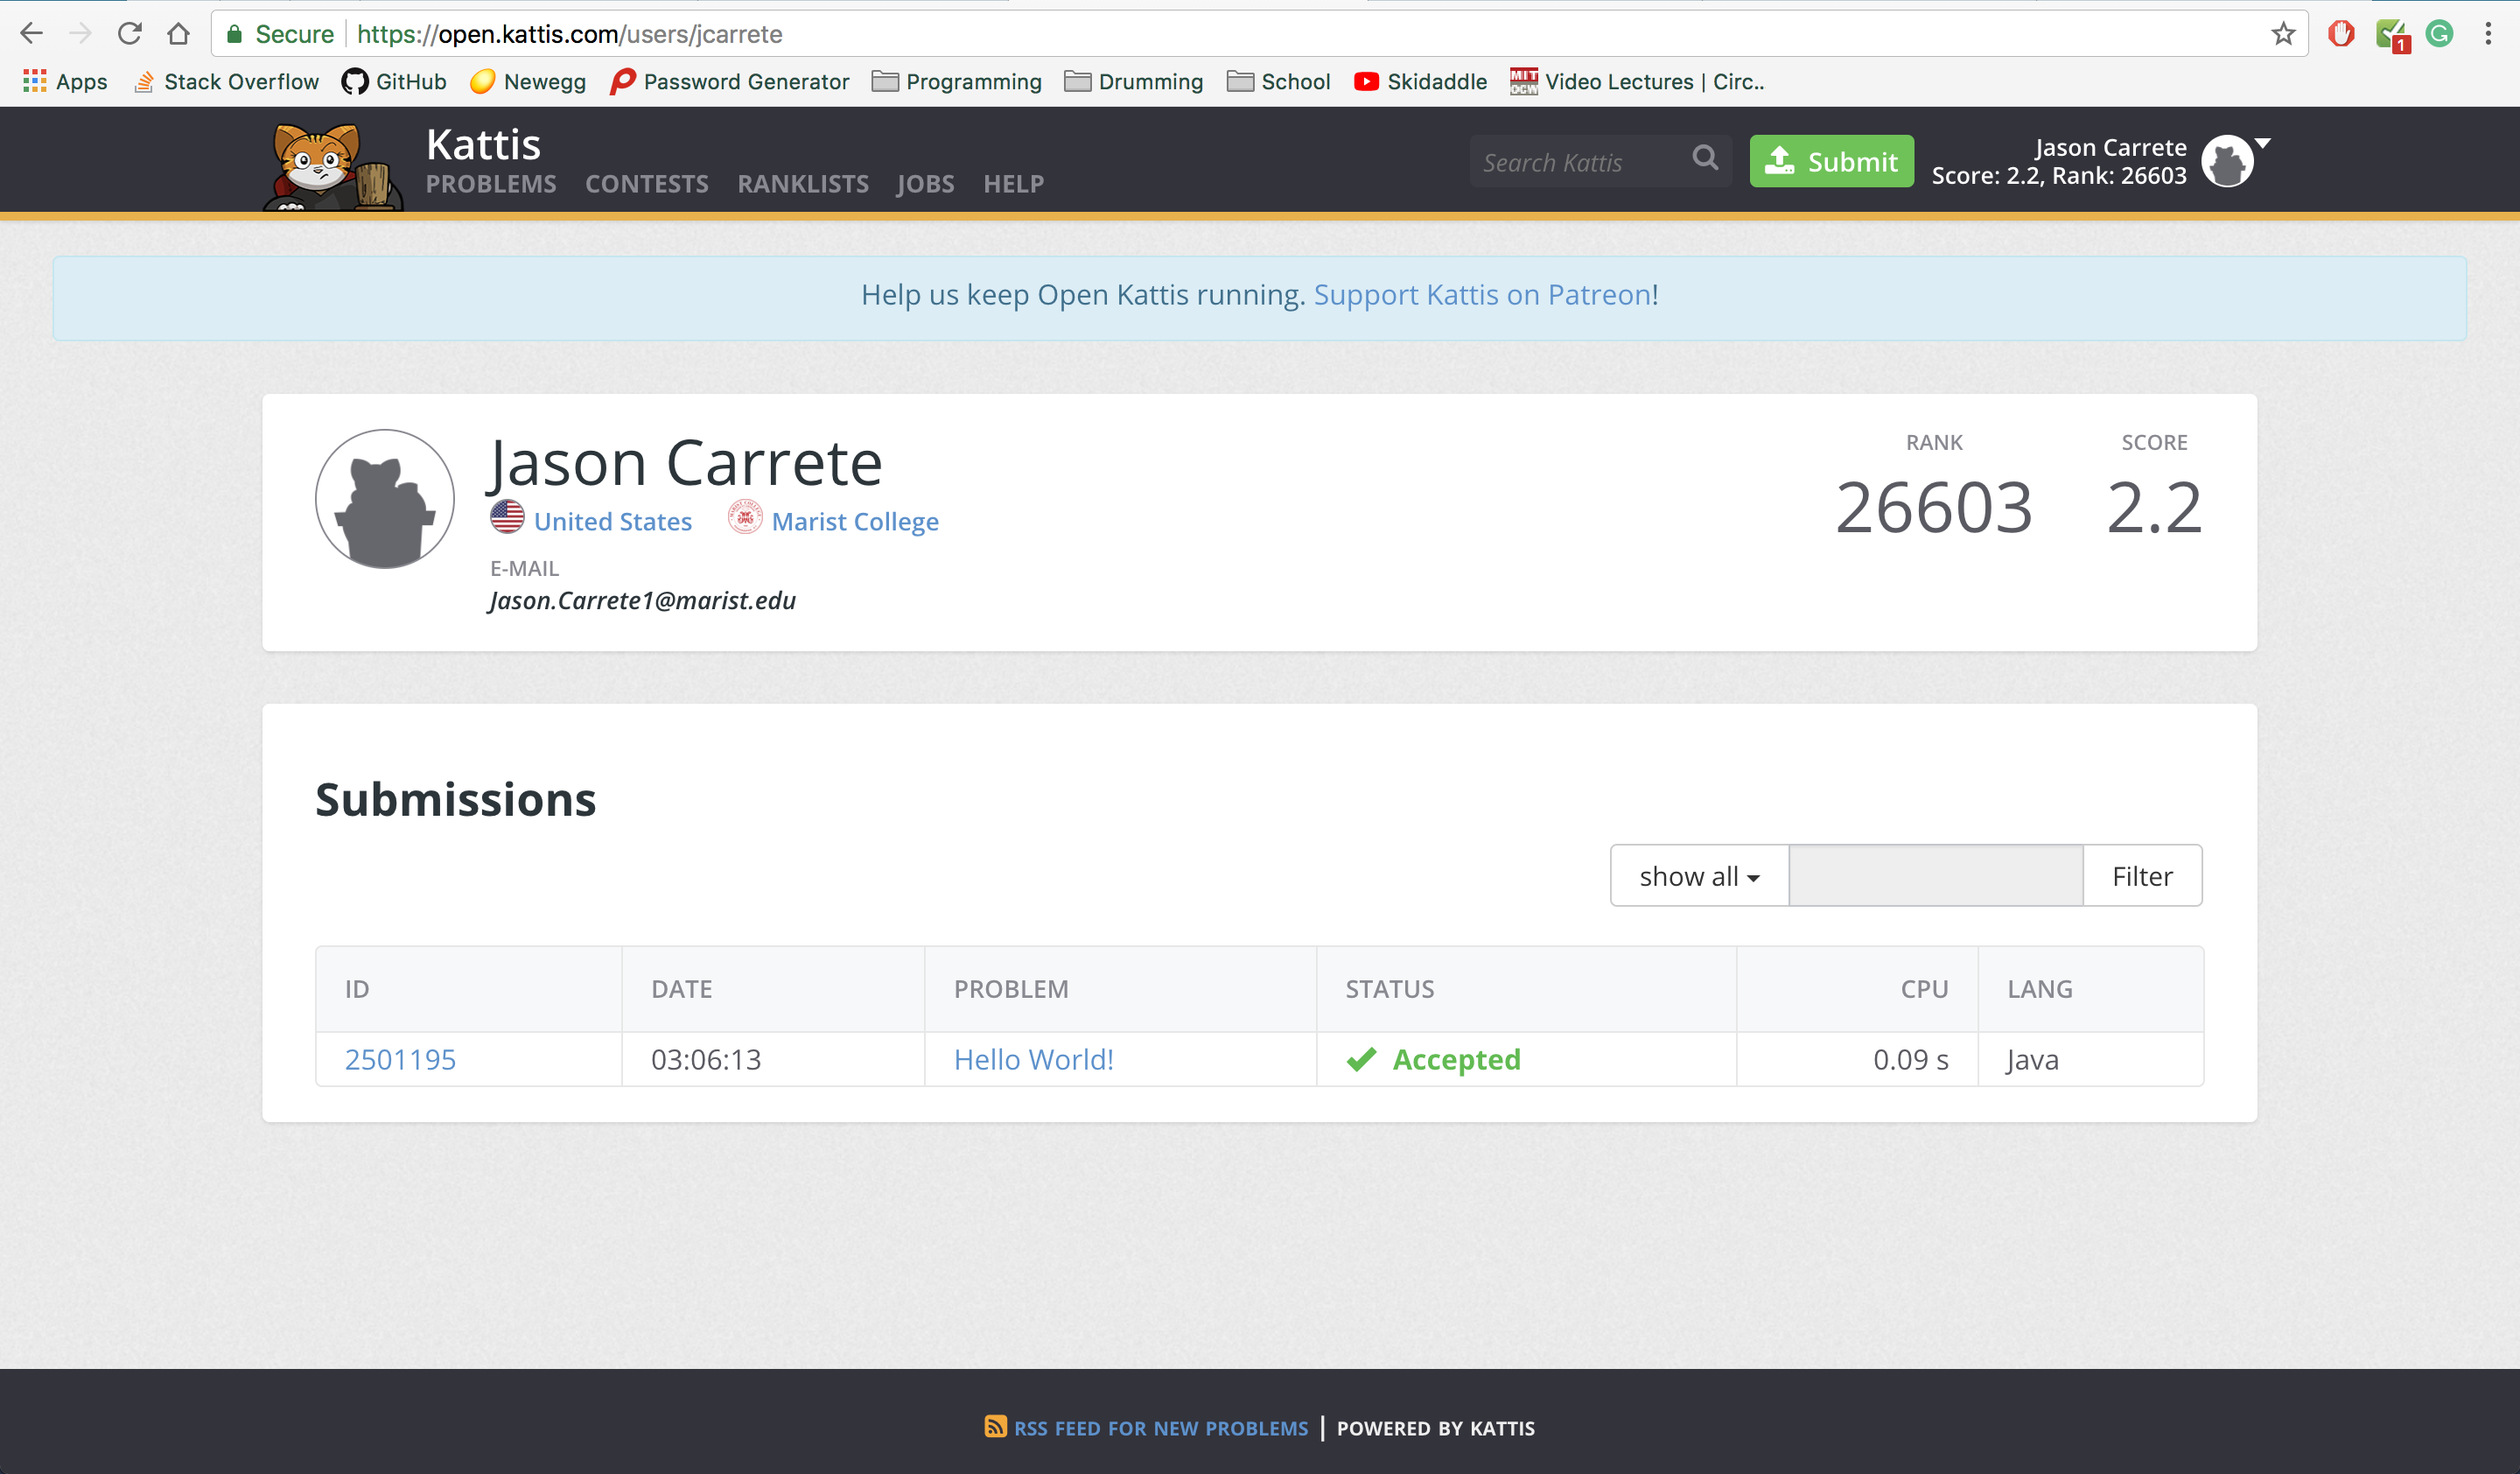 Secure https://open.kattis.com/users/jcarrete
1
Apps Stack Overflow GitHub Newegg Password Generator Programming Drumming School Skidaddle MIT OCW Video Lectures | Circ..
Kattis
PROBLEMS CONTESTS RANKLISTS JOBS HELP
Search Kattis
Submit
Jason Carrete
Score: 2.2, Rank: 26603
Help us keep Open Kattis running. Support Kattis on Patreon!
Jason Carrete
United States Marist College
E-MAIL
Jason.Carrete1@marist.edu
RANK SCORE
26603 2.2
Submissions
show all Filter
ID DATE PROBLEM STATUS CPU LANG
2501195 03:06:13 Hello World! Accepted 0.09 s Java
RSS FEED FOR NEW PROBLEMS | POWERED BY KATTIS